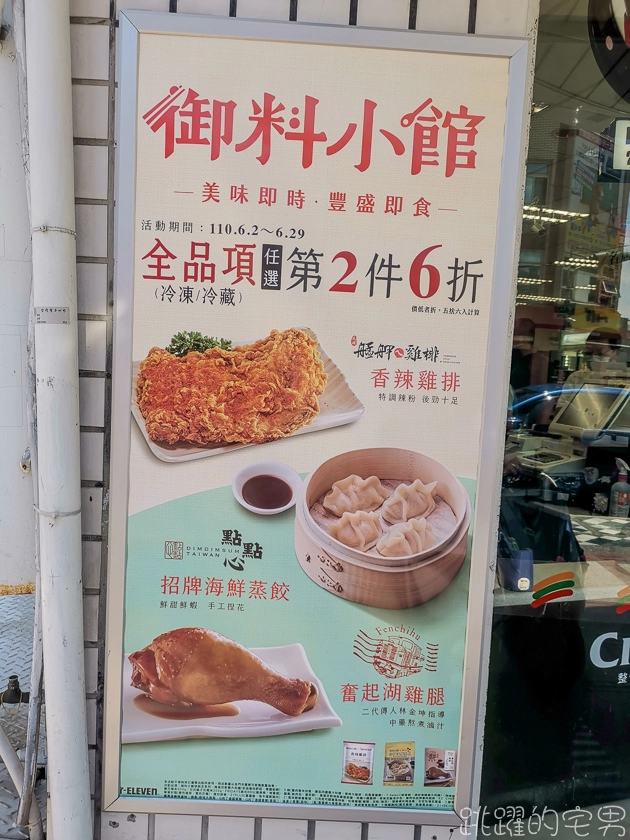 御料小館
美味即時·豐盛即食
活動期間：110.6.2～6.29
全品項任選第2件6折
(冷凍/冷藏)
價低者折，五捨六入計算
艋舺雞排
香辣雞排
特調辣粉 後勁十足
點點心
DIMDIMSUM
TAIWAN
招牌海鮮蒸餃
鮮甜鮮蝦 手工捏花
Fenchihu
奮起湖雞腿
二代傳人林金坤指導
中藥熬煮滷汁
7-ELEVEN
跳躍的宅男